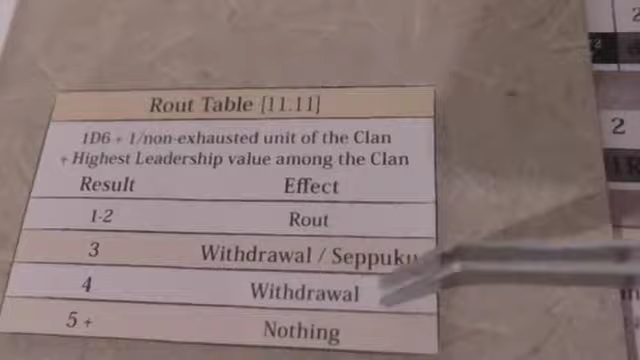 Rout Table [11.11]
1D6 + 1/non-exhausted unit of the Clan
+ Highest Leadership value among the Clan
Result Effect
1-2 Rout
3 Withdrawal / Seppuku
4 Withdrawal
5 + Nothing
2